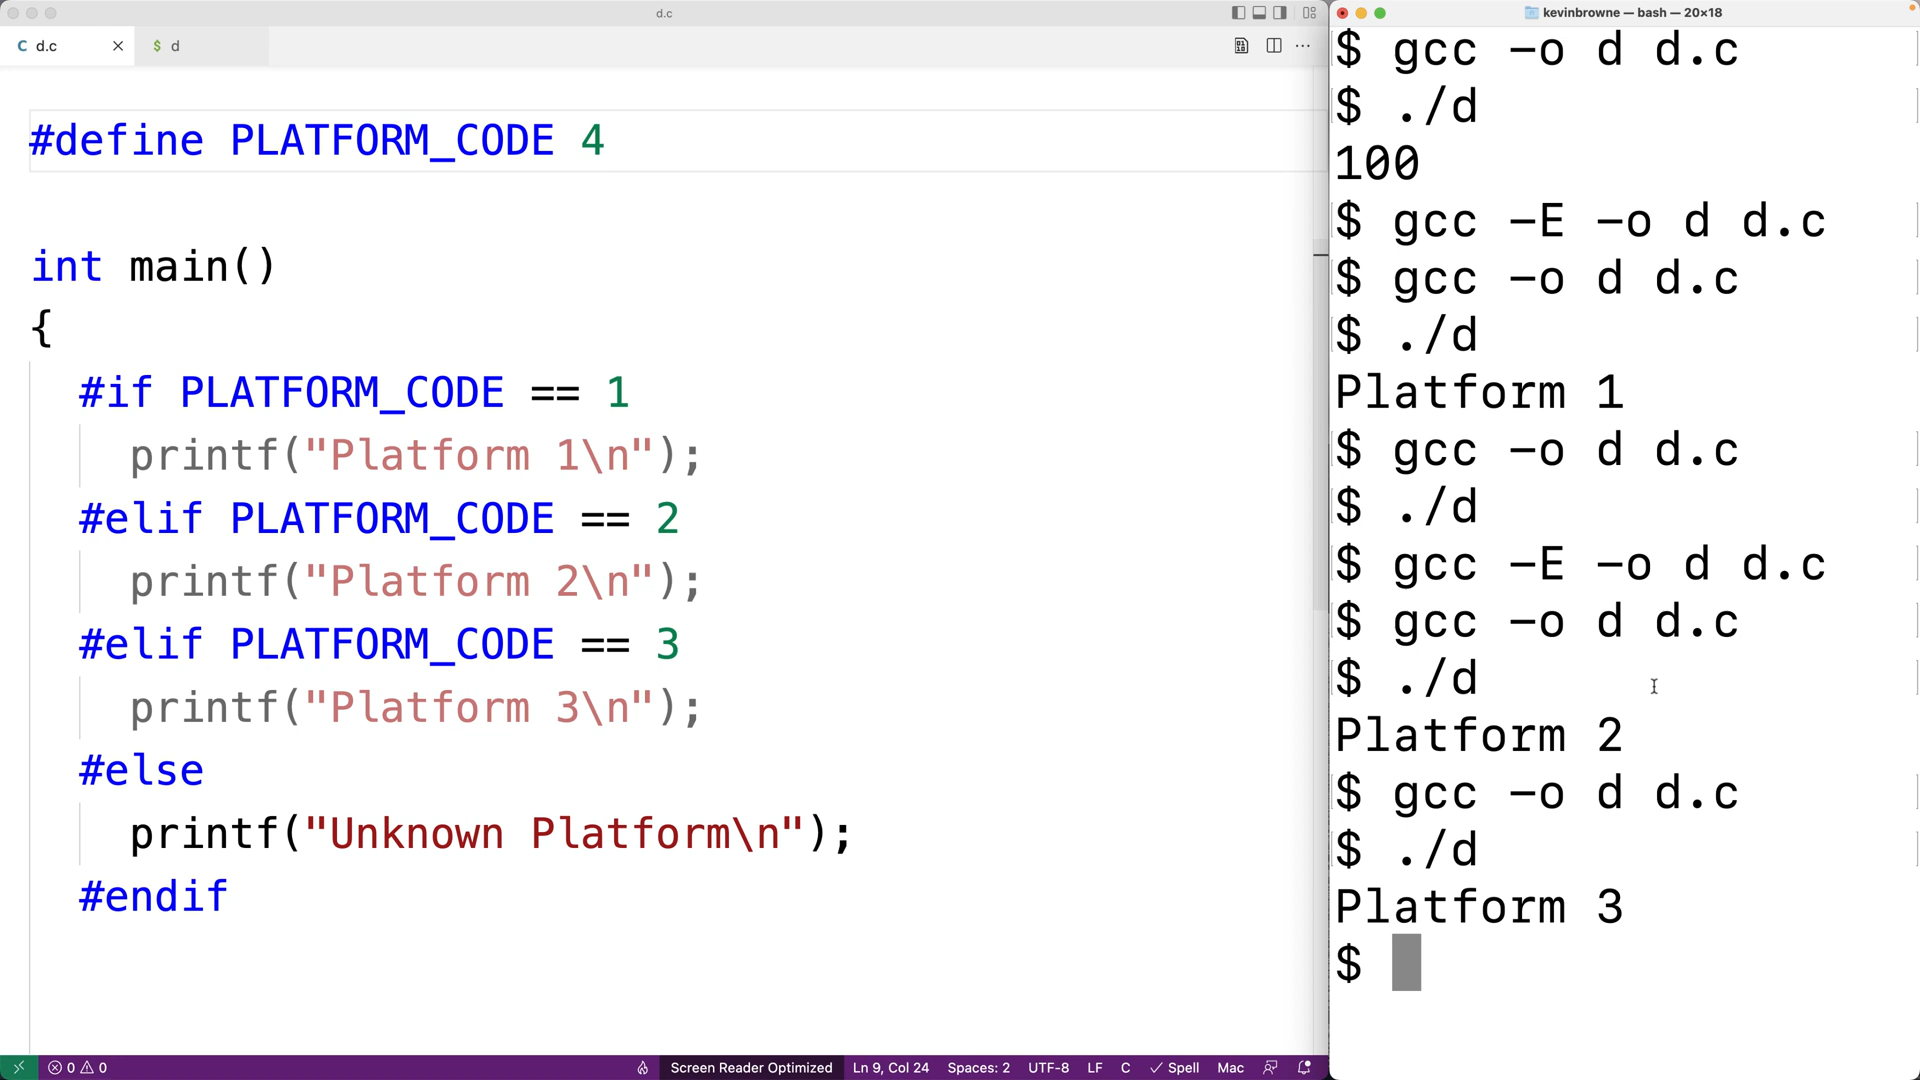 d.c
C d.c
$ d
#define PLATFORM_CODE 4
int main()
{
#if PLATFORM_CODE == 1
printf("Platform 1\n");
#elif PLATFORM_CODE == 2
printf("Platform 2\n");
#elif PLATFORM_CODE == 3
printf("Platform 3\n");
#else
printf("Unknown Platform\n");
#endif
0 0
Screen Reader Optimized
Ln 9, Col 24
Spaces: 2
UTF-8
LF
C
Spell
Mac
kevinbrowne — bash — 20×18
$ gcc -o d d.c
$ ./d
100
$ gcc -E -o d d.c
$ gcc -o d d.c
$ ./d
Platform 1
$ gcc -o d d.c
$ ./d
$ gcc -E -o d d.c
$ gcc -o d d.c
$ ./d
Platform 2
$ gcc -o d d.c
$ ./d
Platform 3
$